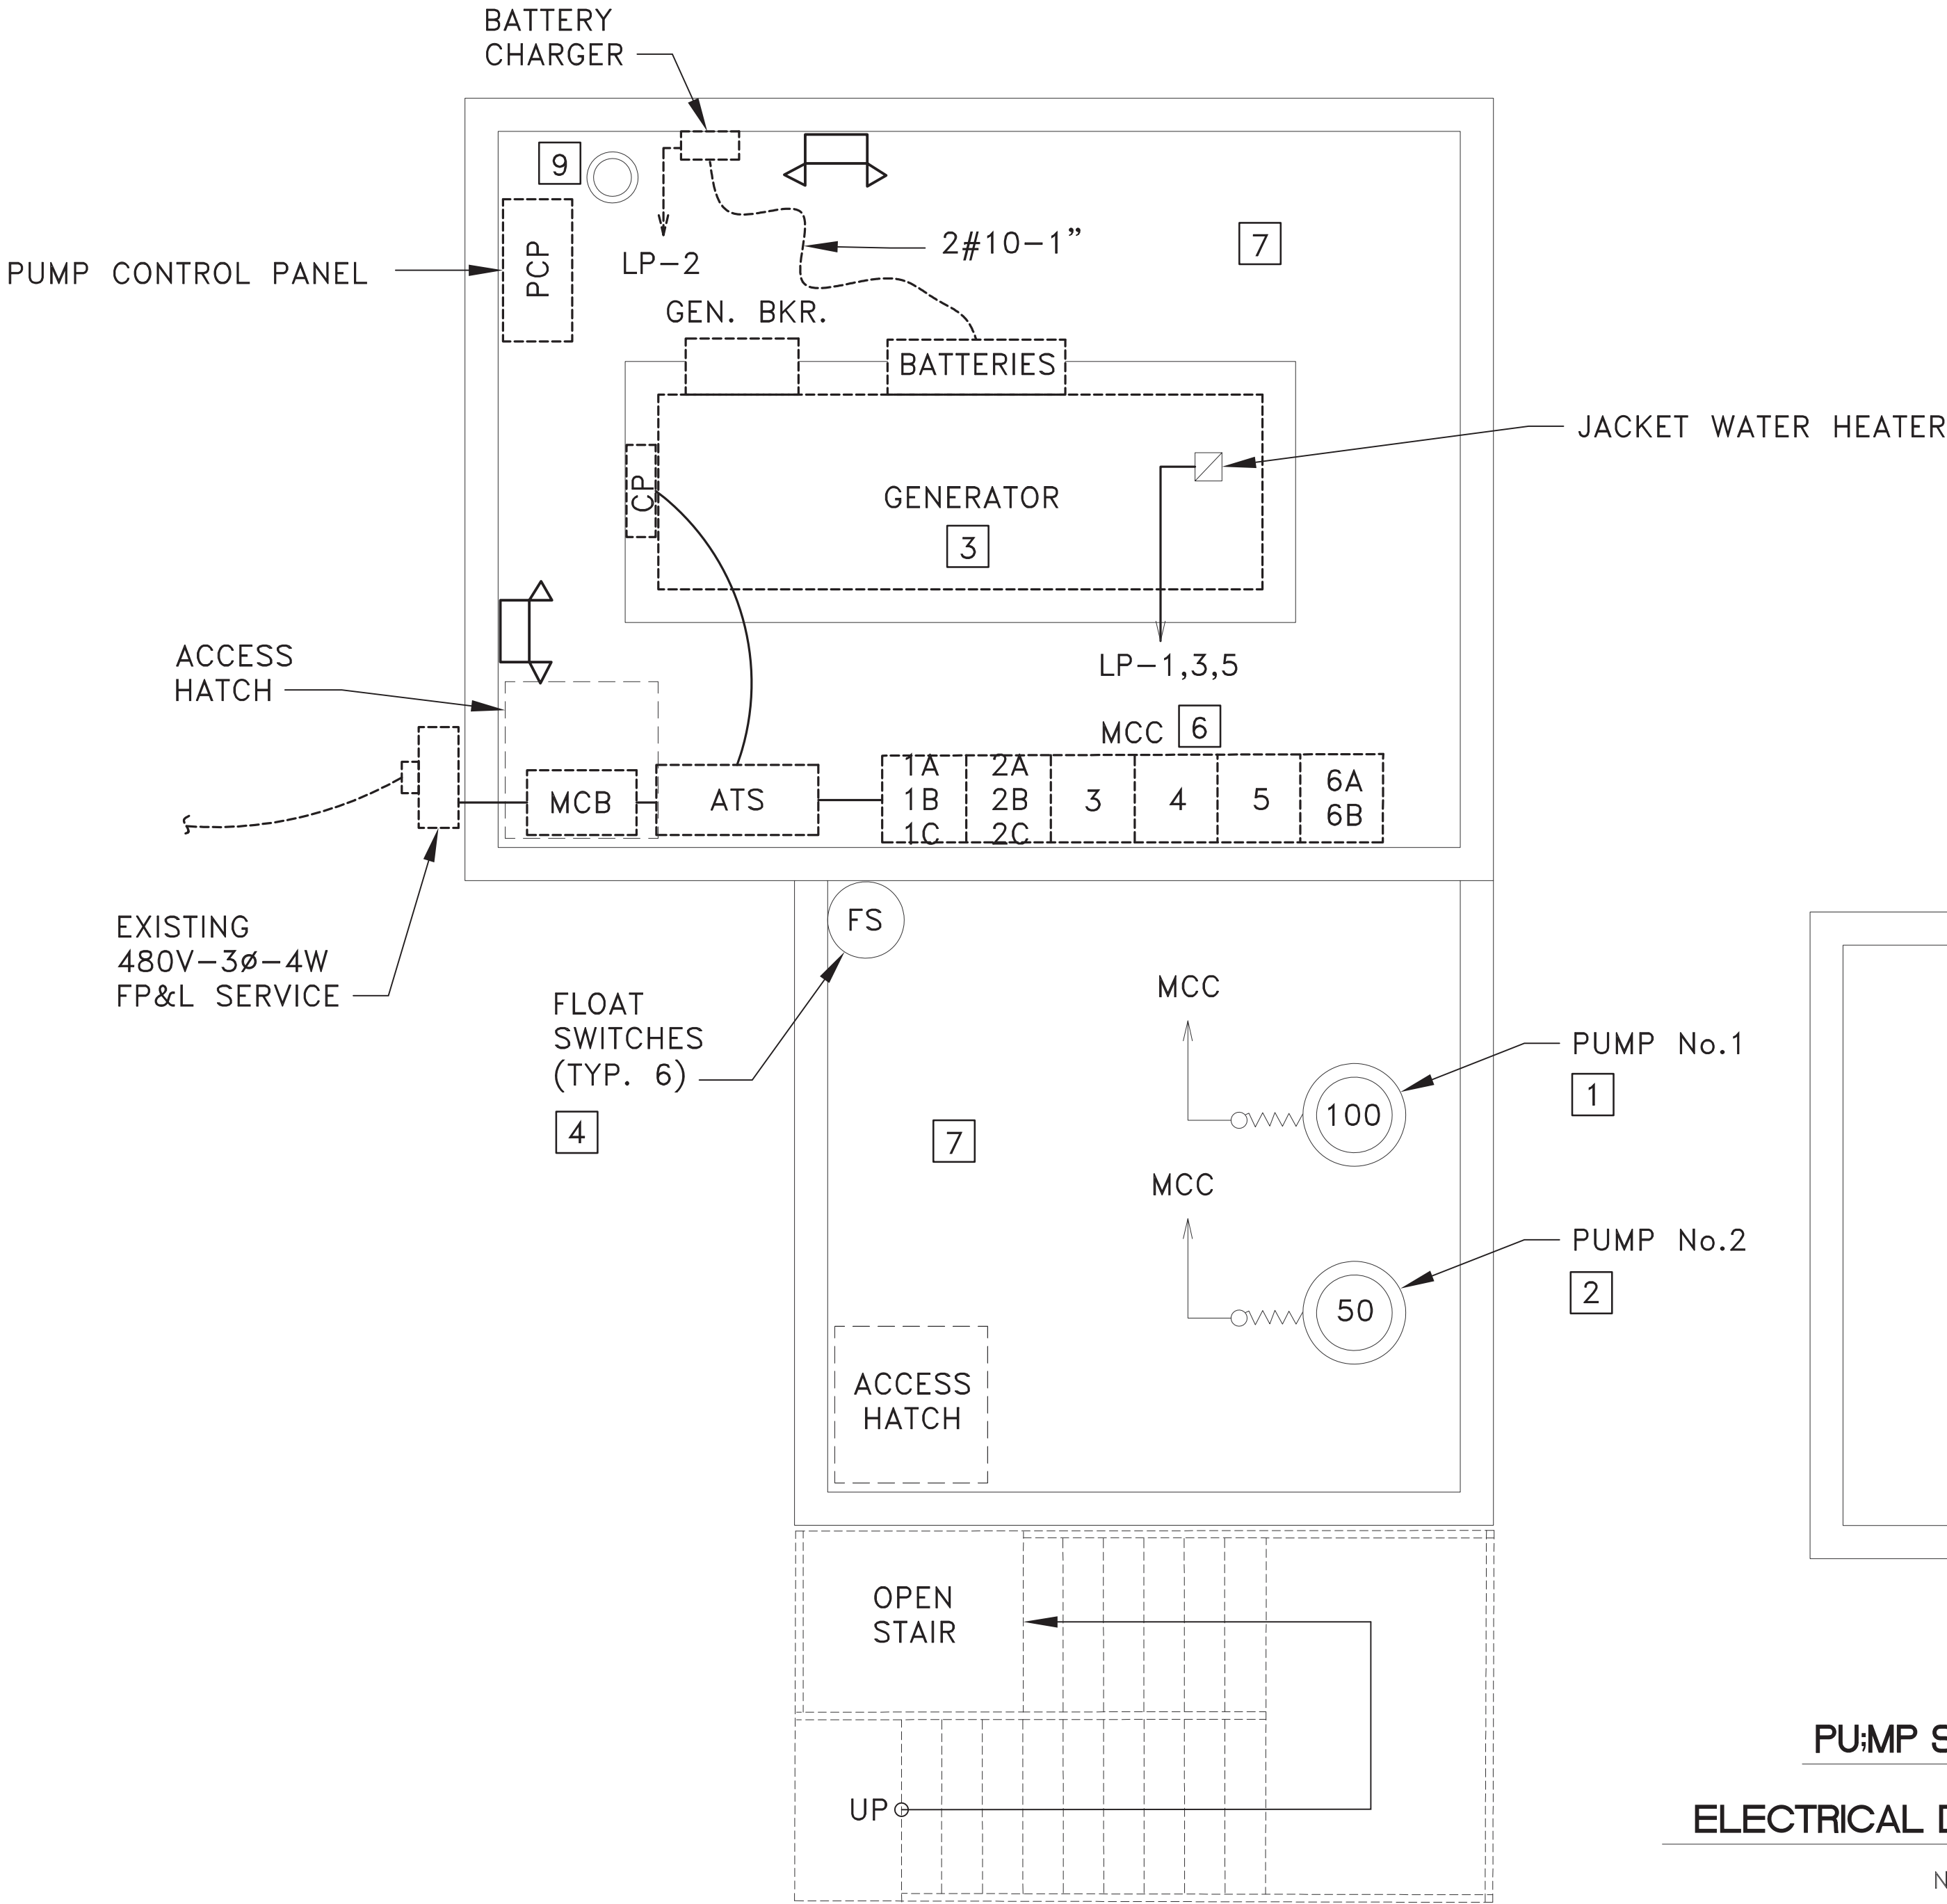 BATTERY
CHARGER
9
PUMP CONTROL PANEL
PCP
LP-2
2#10-1”
7
GEN. BKR.
BATTERIES
JACKET WATER HEATER
CP
GENERATOR
3
ACCESS
HATCH
LP-1,3,5
MCC 6
MCB
ATS
1A
1B
1C
2A
2B
2C
3
4
5
6A
6B
EXISTING
480V-3ø-4W
FP&L SERVICE
FS
FLOAT
SWITCHES
(TYP. 6)
4
MCC
PUMP No.1
1
100
7
MCC
PUMP No.2
2
50
ACCESS
HATCH
OPEN
STAIR
UP
PU;MP
ELECTRICAL